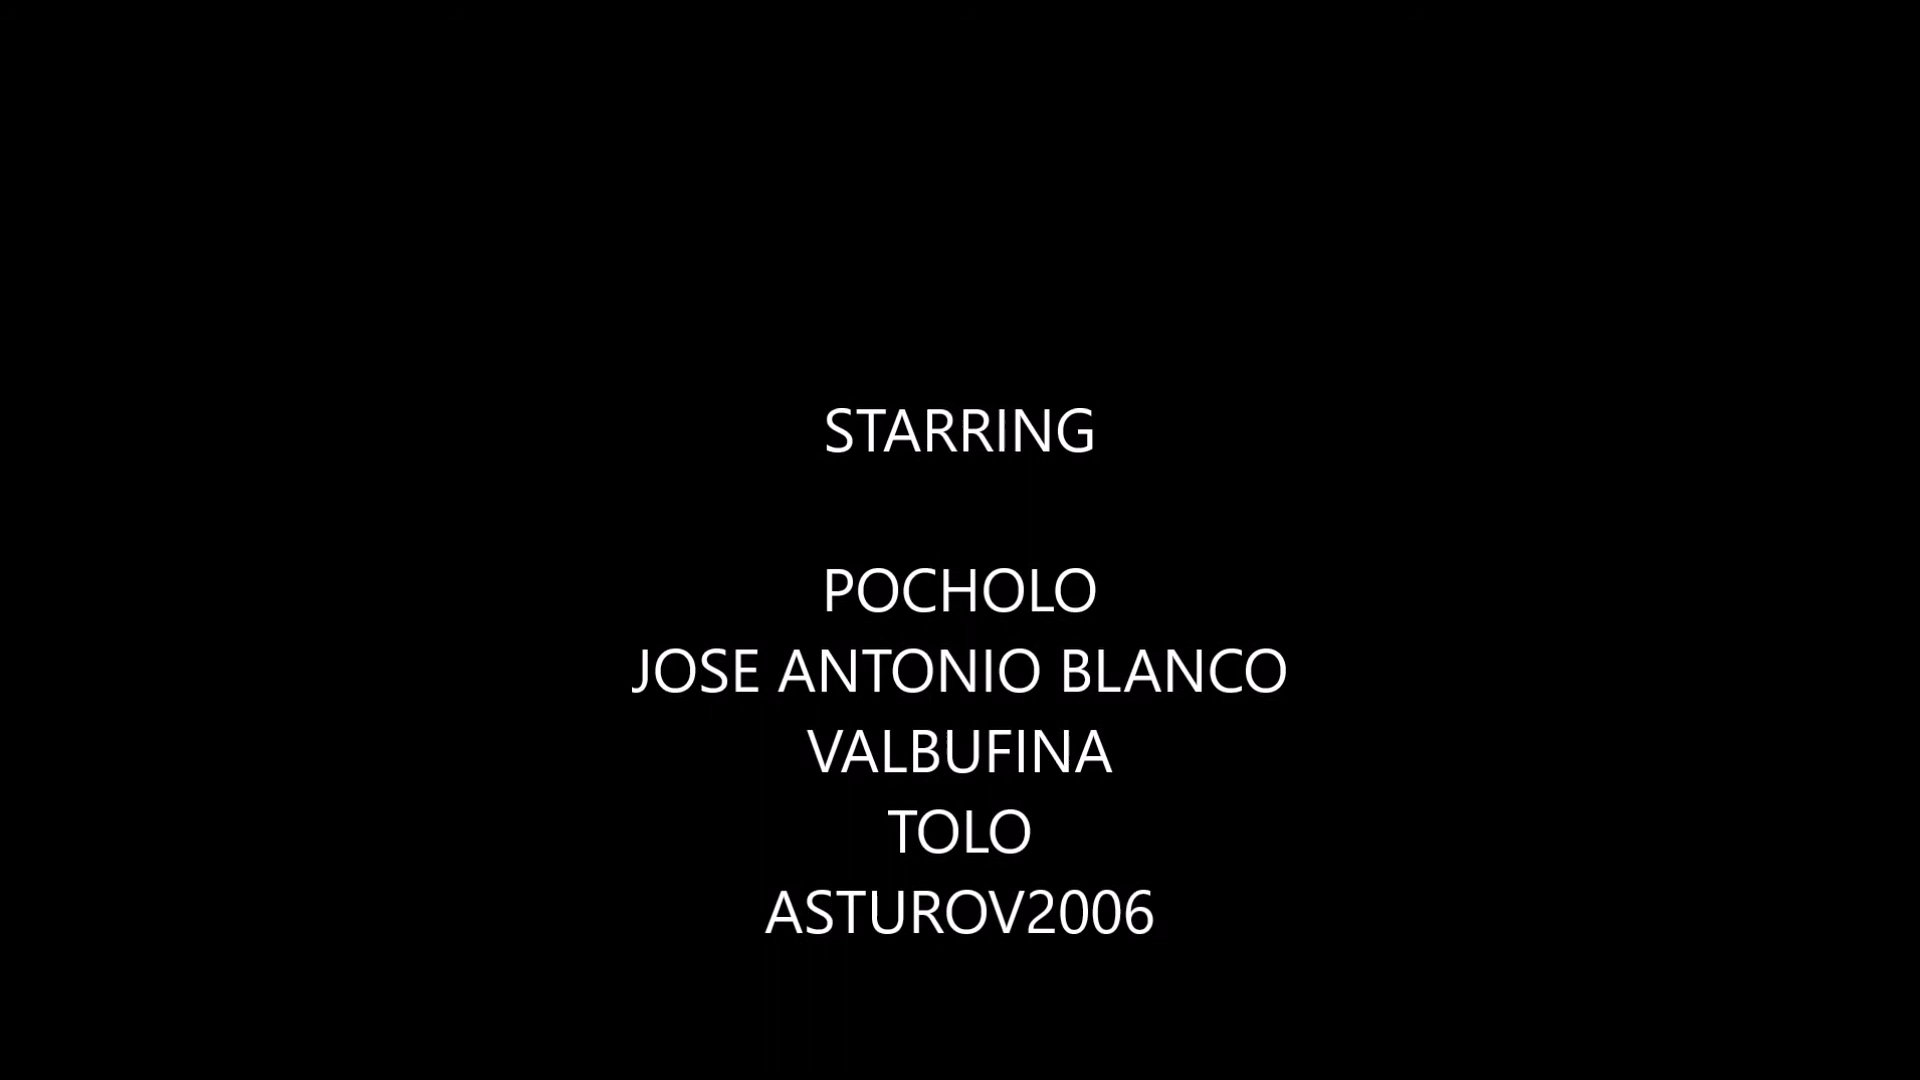 STARRING
POCHOLO
JOSE ANTONIO BLANCO
VALBUFINA
TOLO
ASTUROV2006